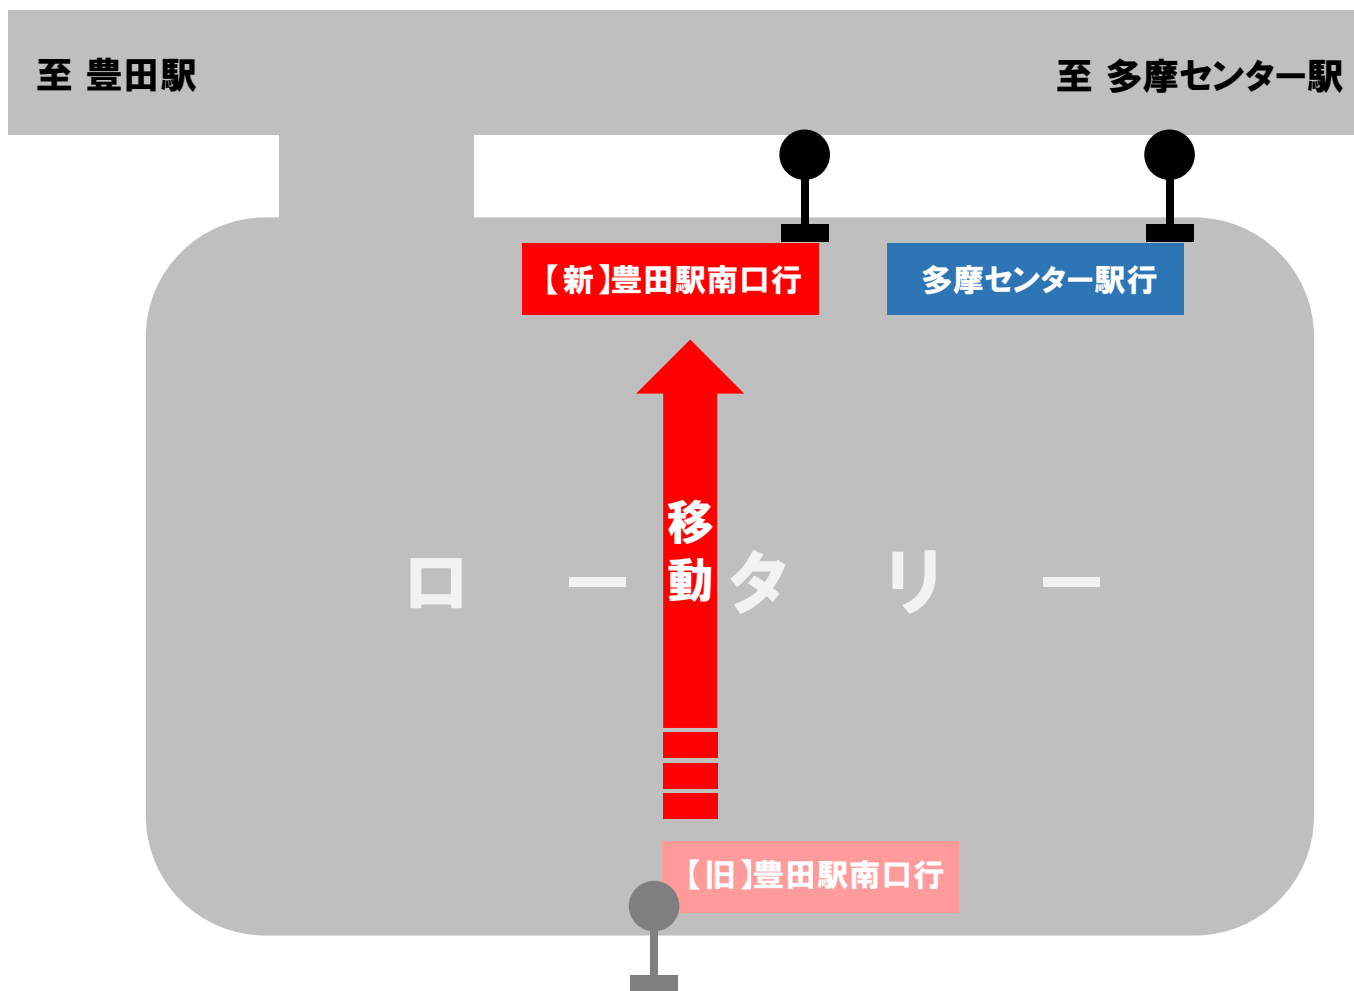 至 豊田駅
至 多摩センター駅
【新】豊田駅南口行
多摩センター駅行
移動
ロータリー
【旧】豊田駅南口行